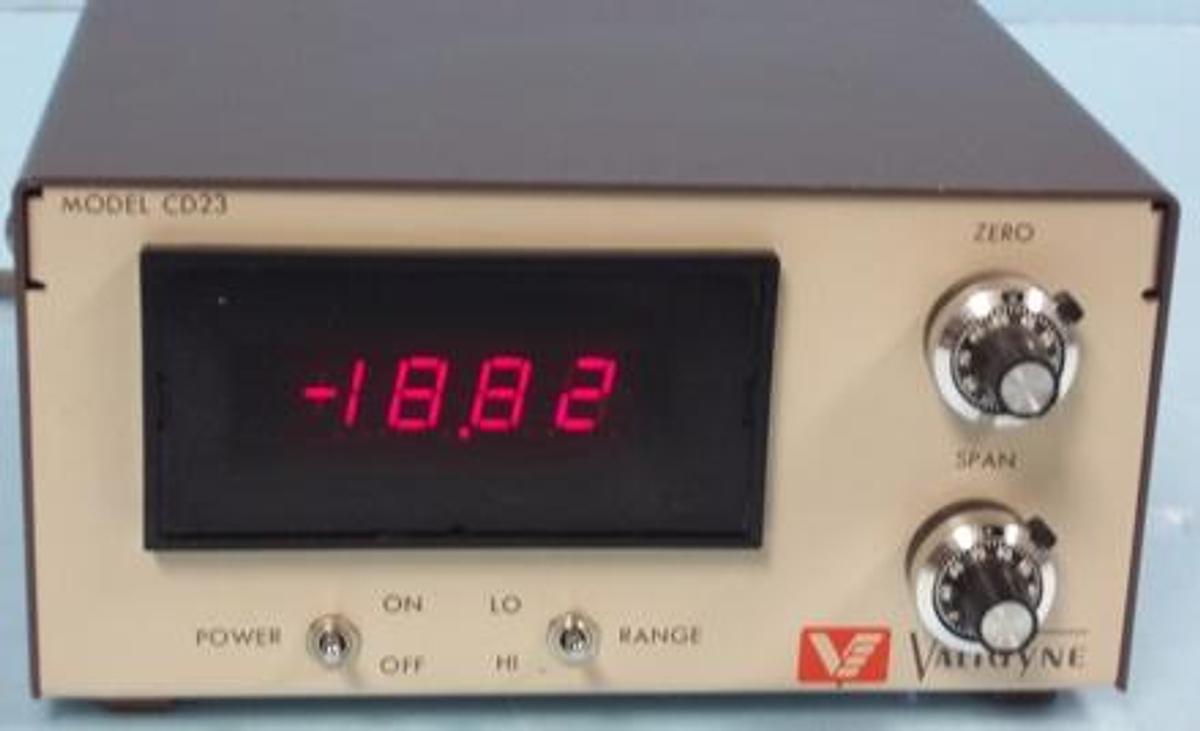 MODEL CD23
ZERO
-18.82
SPAN
ON LO
POWER RANGE
OFF HI
VALIDYNE